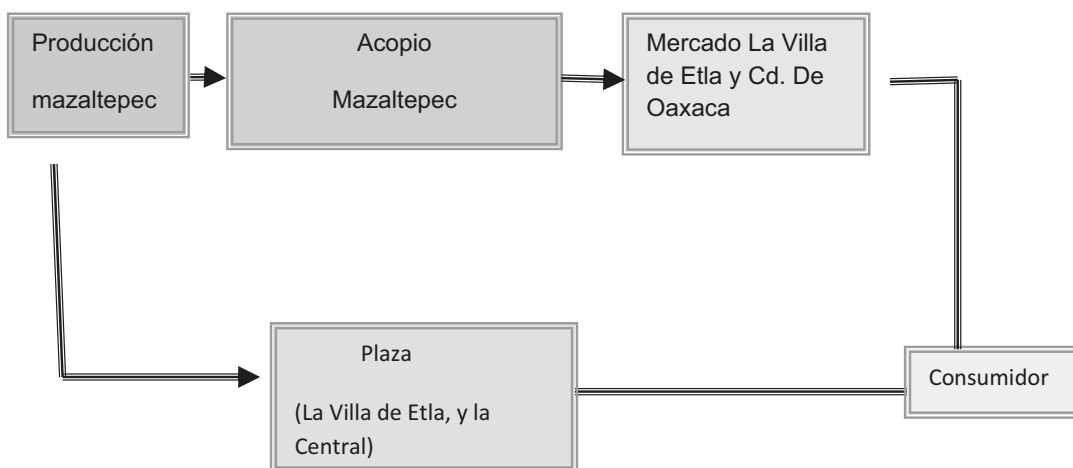 Producción
mazaltepec
Acopio
Mazaltepec
Mercado La Villa
de Etla y Cd. De
Oaxaca
Plaza
(La Villa de Etla, y la
Central)
Consumidor